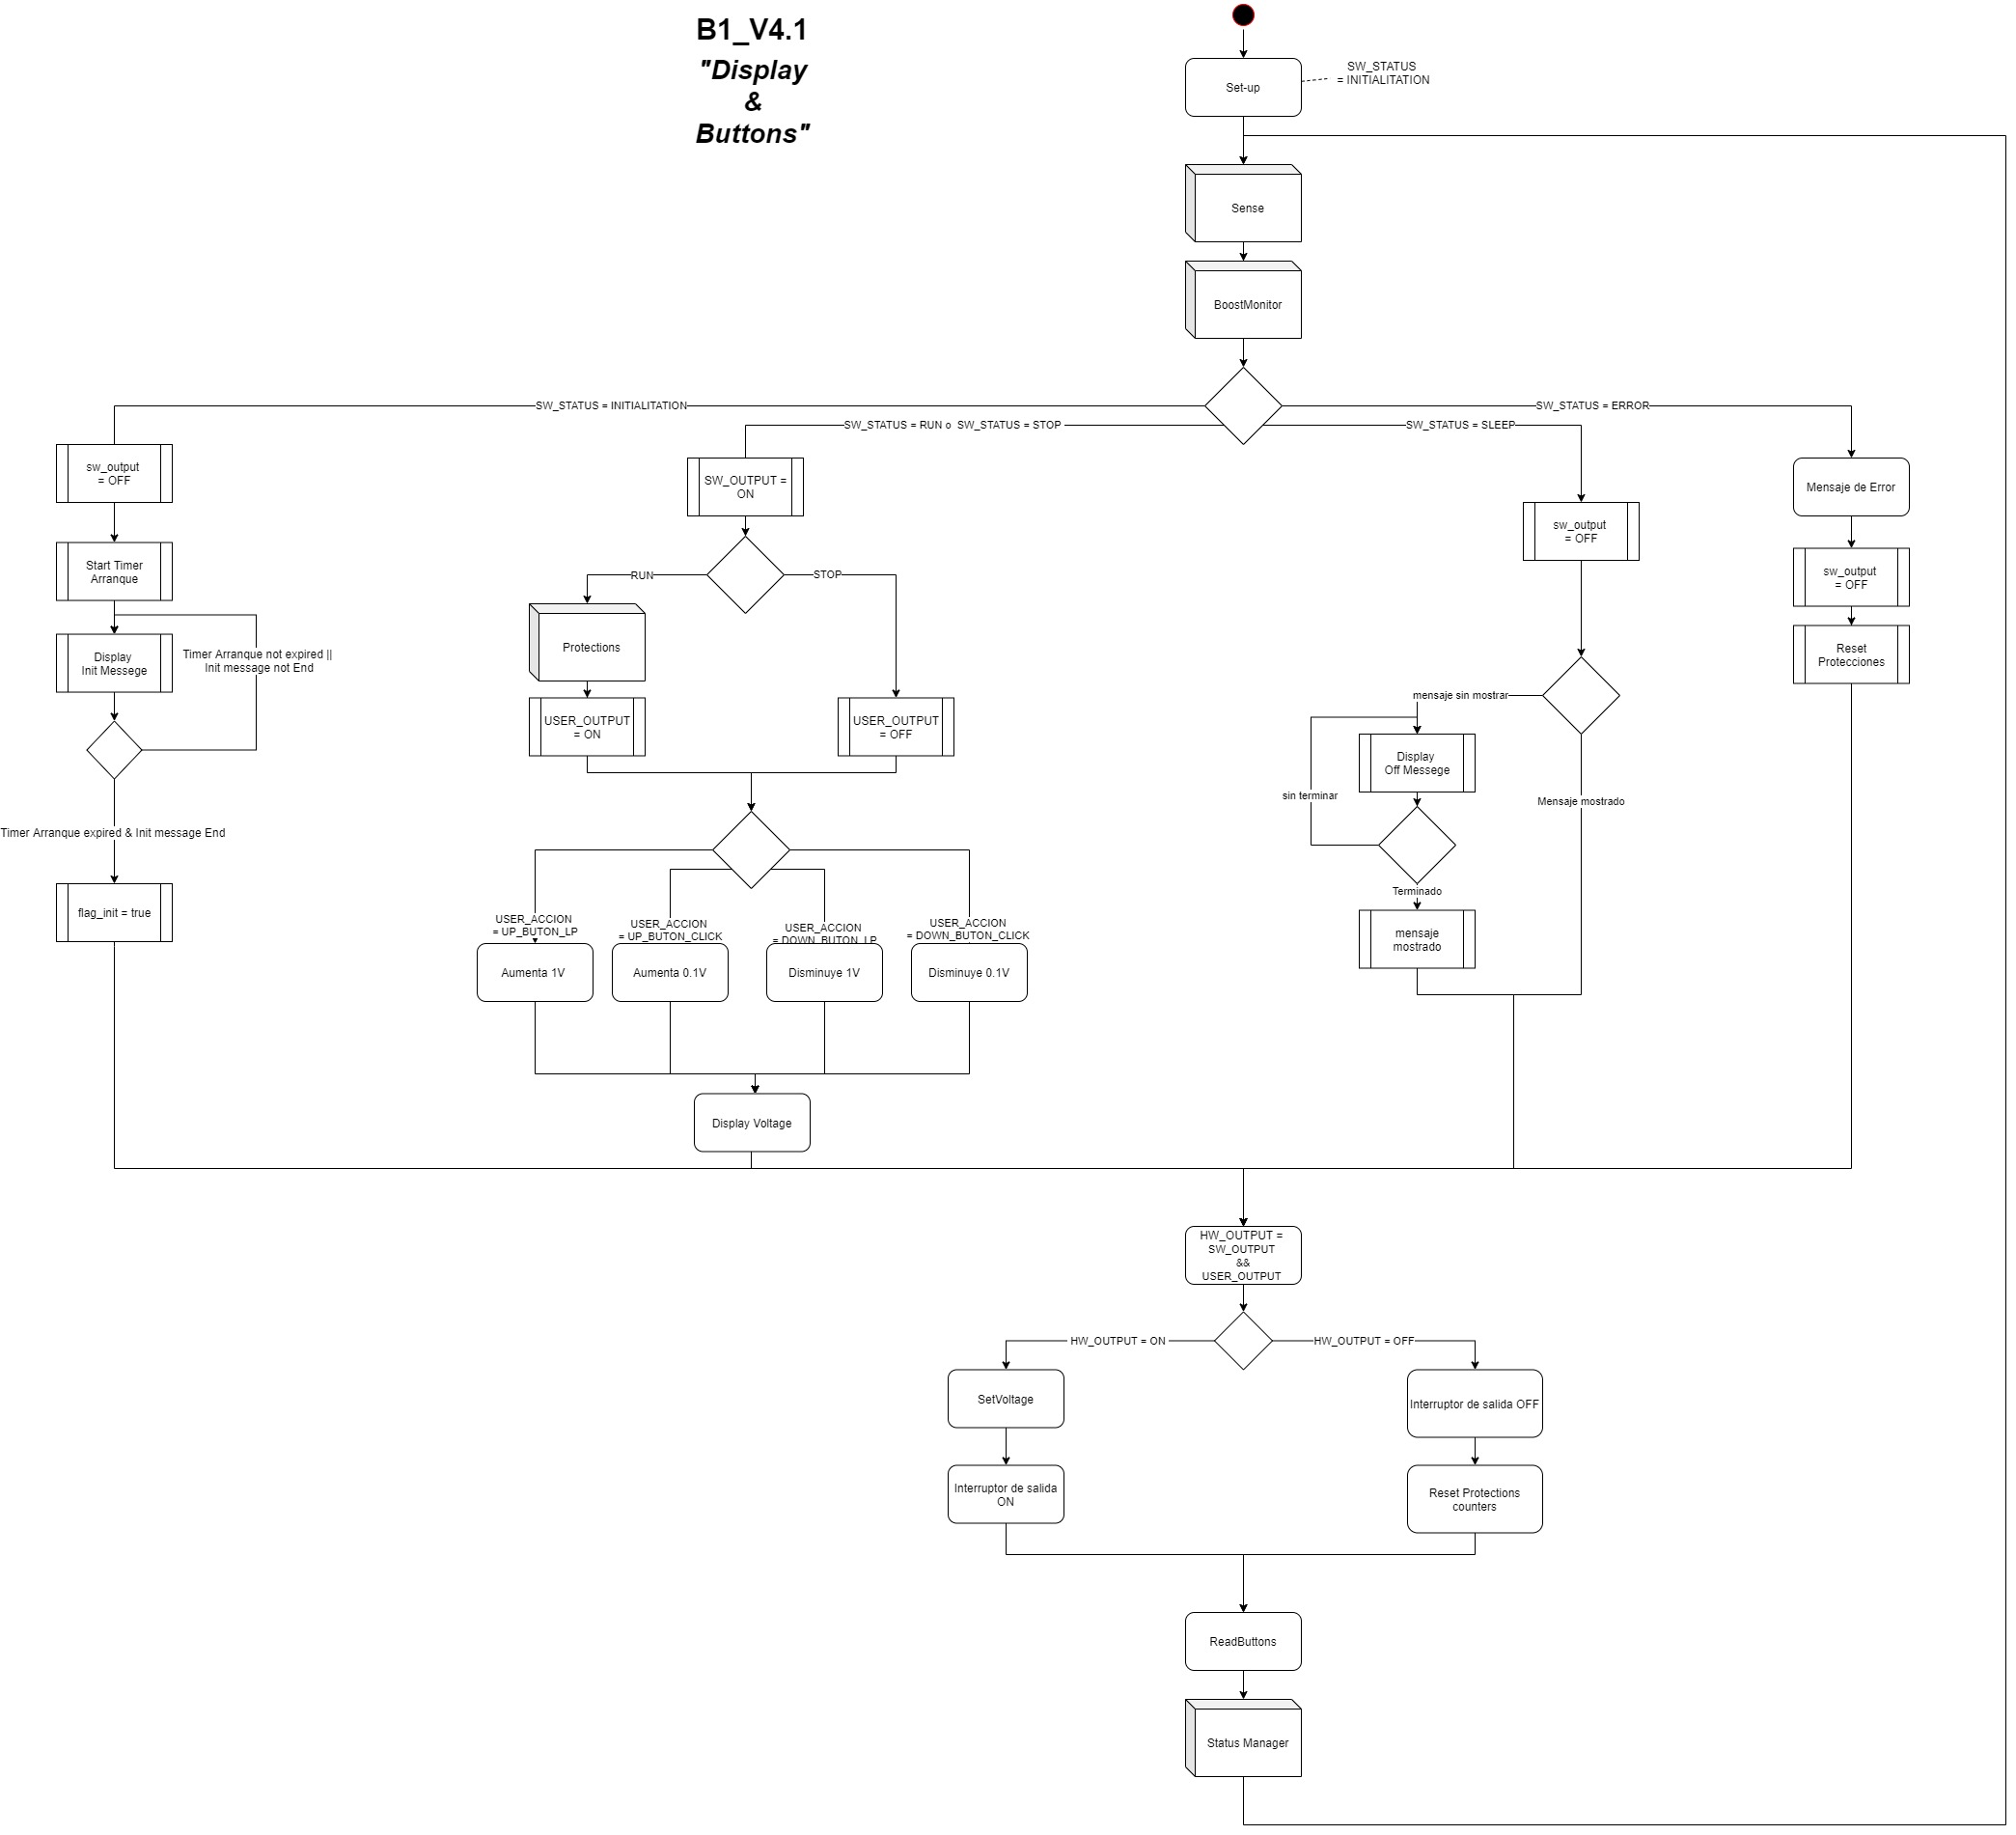 B1_V4.1
"Display
&
Buttons"
SW_STATUS
= INITIALITATION
Set-up
Sense
BoostMonitor
SW_STATUS = INITIALITATION
SW_STATUS = ERROR
SW_STATUS = RUN o  SW_STATUS = STOP
SW_STATUS = SLEEP
sw_output
= OFF
Start Timer
Arranque
Display
Init Messege
Timer Arranque not expired ||
Init message not End
Timer Arranque expired & Init message End
flag_init = true
SW_OUTPUT =
ON
RUN
STOP
Protections
USER_OUTPUT
= ON
USER_OUTPUT
= OFF
USER_ACCION
= UP_BUTON_LP
USER_ACCION
= UP_BUTON_CLICK
USER_ACCION
= DOWN_BUTON_LP
USER_ACCION
= DOWN_BUTON_CLICK
Aumenta 1V
Aumenta 0.1V
Disminuye 1V
Disminuye 0.1V
Display Voltage
sw_output
= OFF
mensaje sin mostrar
Display
Off Messege
sin terminar
Mensaje mostrado
Terminado
mensaje
mostrado
Mensaje de Error
sw_output
= OFF
Reset
Protecciones
HW_OUTPUT =
SW_OUTPUT
&&
USER_OUTPUT
HW_OUTPUT = ON
HW_OUTPUT = OFF
SetVoltage
Interruptor de salida OFF
Interruptor de salida
ON
Reset Protections
counters
ReadButtons
Status Manager